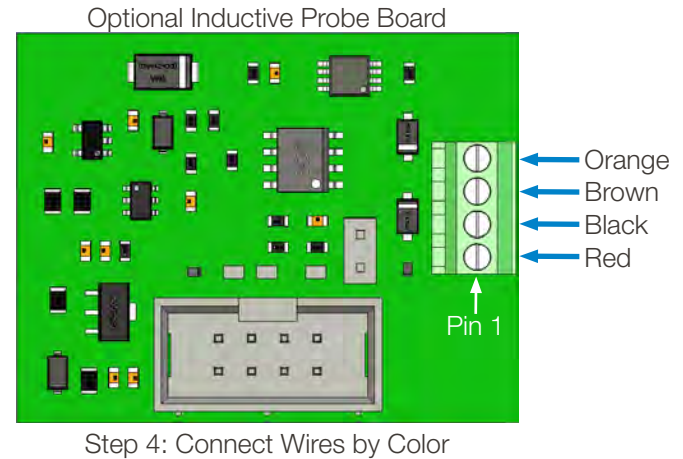 Optional Inductive Probe Board
Orange
Brown
Black
Red
Pin 1
Step 4: Connect Wires by Color